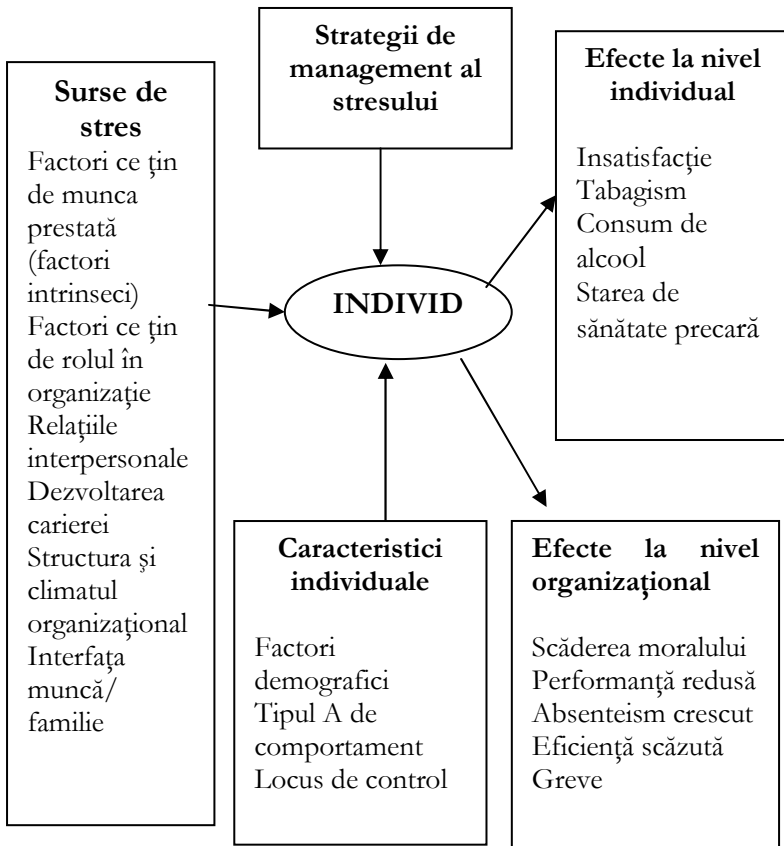 Surse de
stres
Factori ce ţin
de munca
prestată
(factori
intrinseci)
Factori ce ţin
de rolul în
organizaţie
Relaţiile
interpersonale
Dezvoltarea
carierei
Structura şi
climatul
organizaţional
Interfaţa
muncă/
familie
Strategii de
management al
stresului
INDIVID
Caracteristici
individuale
Factori
demografici
Tipul A de
comportament
Locus de control
Efecte la nivel
individual
Insatisfacţie
Tabagism
Consum de
alcool
Starea de
sănătate precară
Efecte la nivel
organizaţional
Scăderea moralului
Performanţă redusă
Absenteism crescut
Eficienţă scăzută
Greve